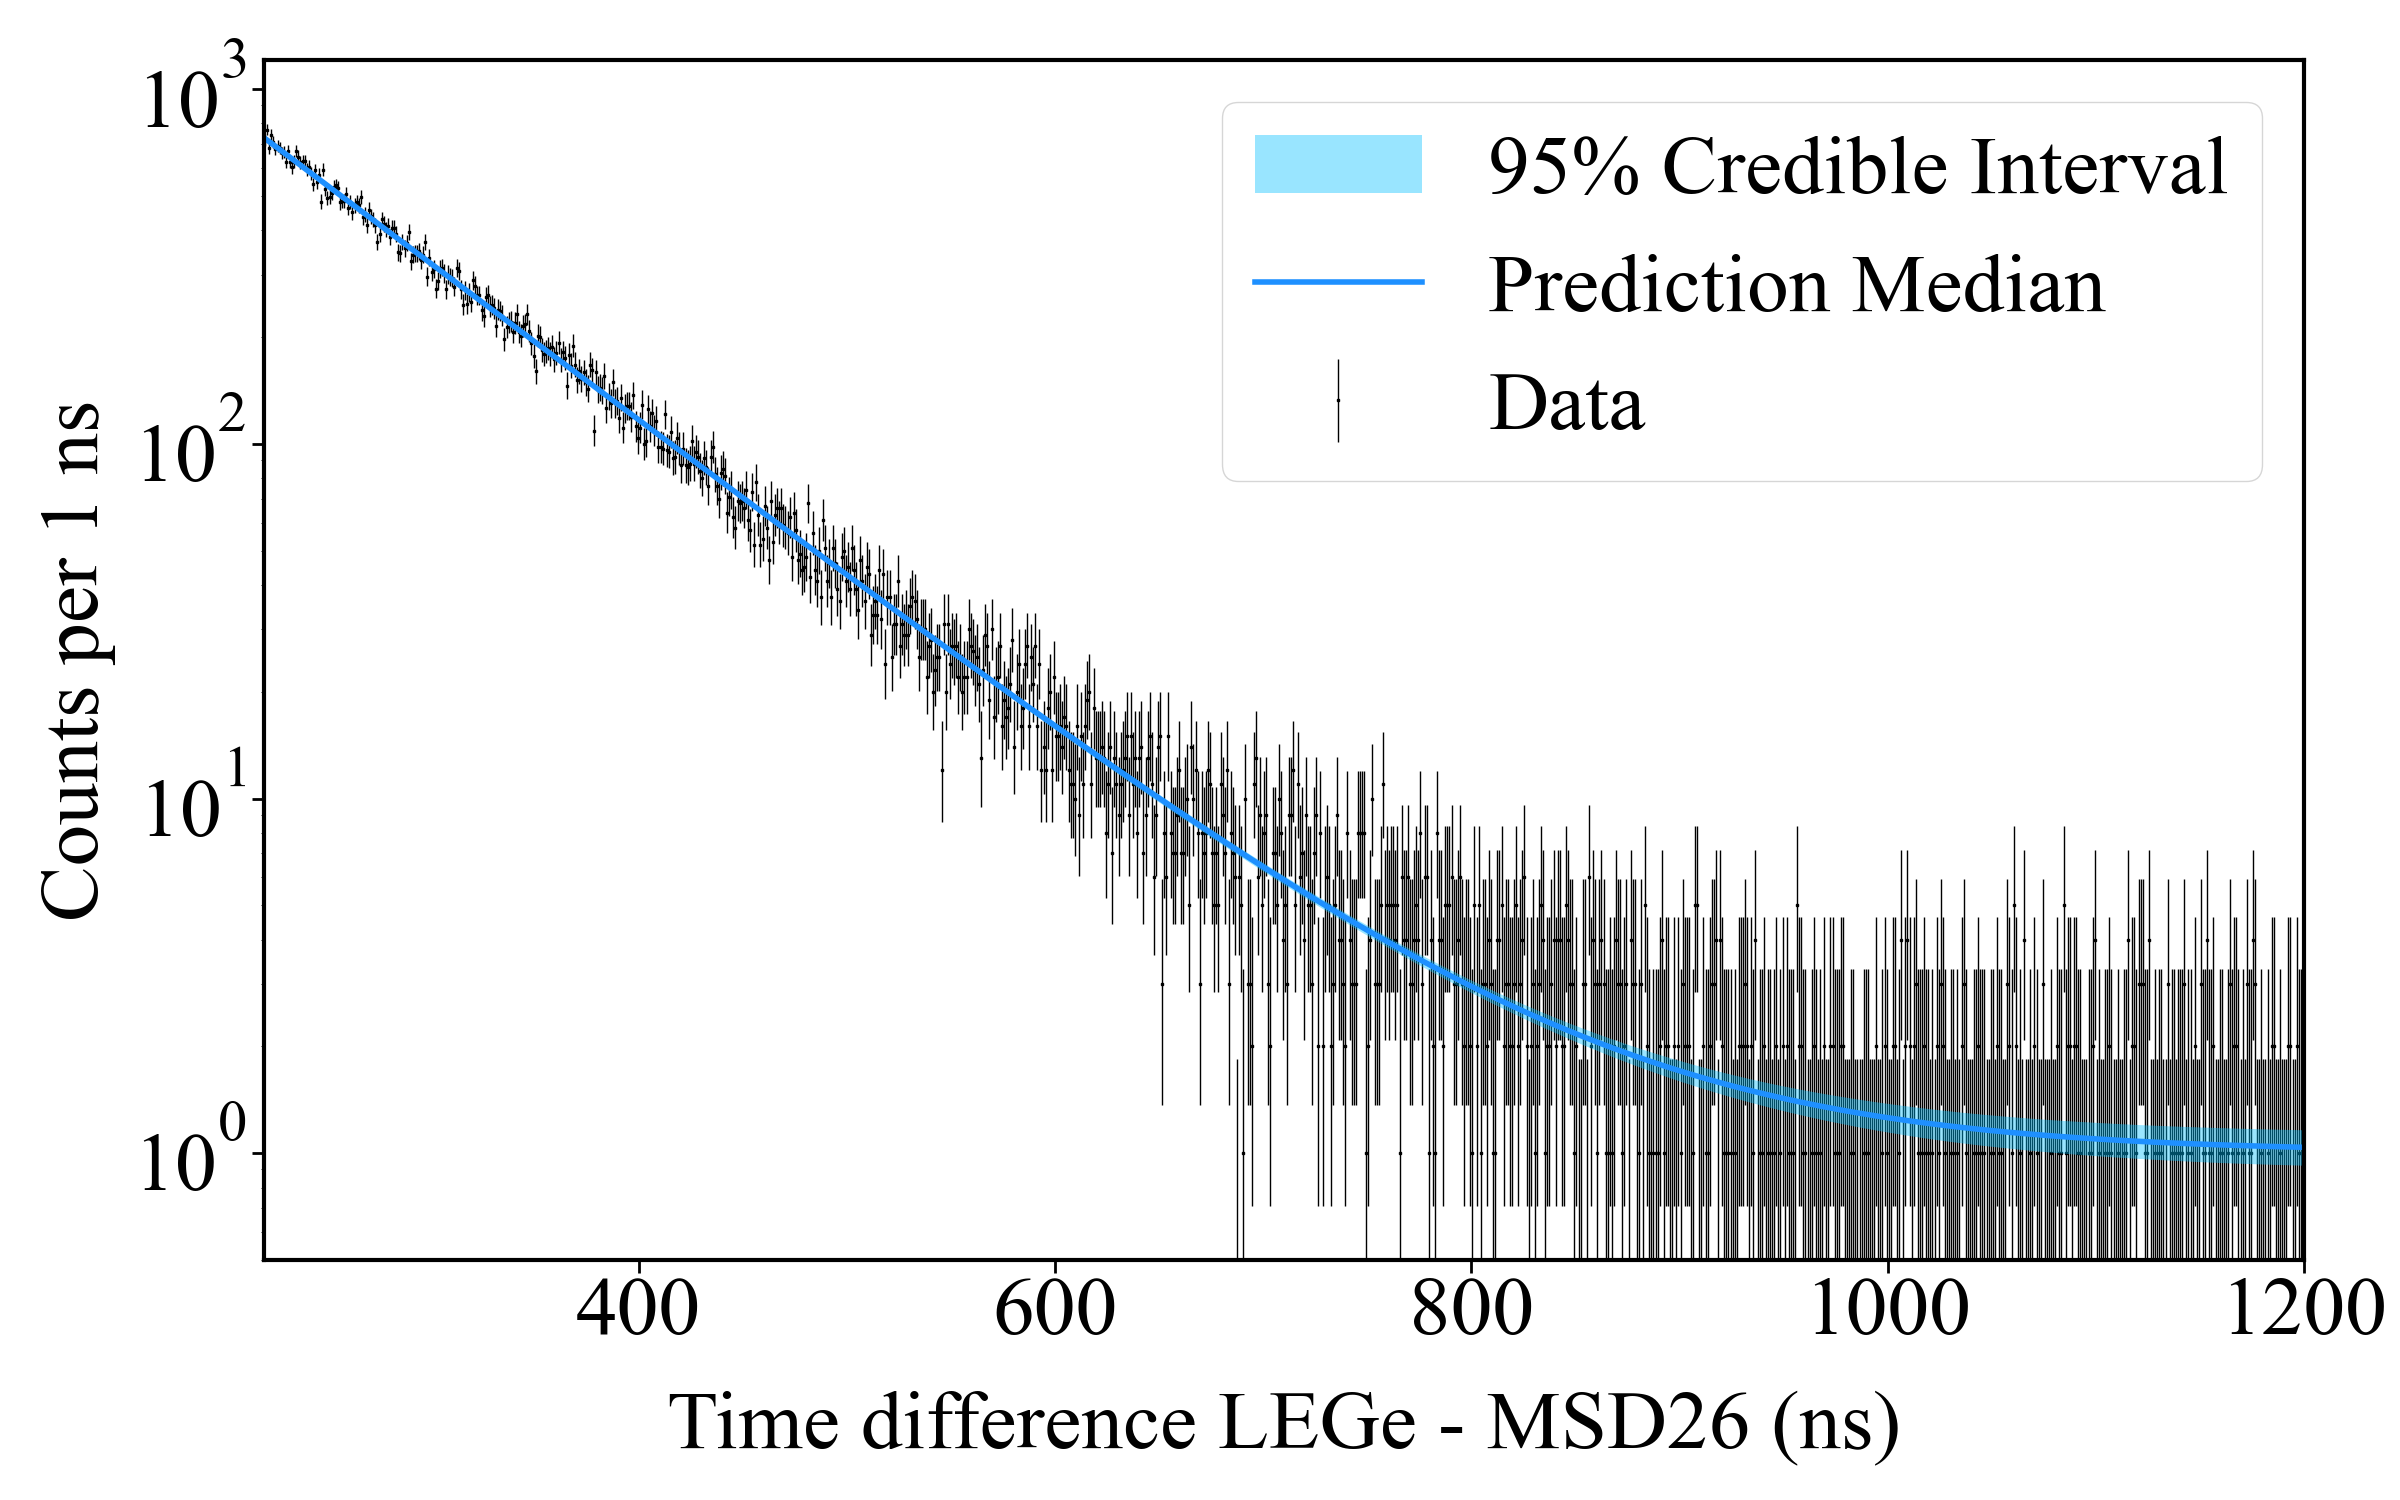 95% Credible Interval
Prediction Median
Data
10^3
10^2
10^1
10^0
Counts per 1 ns
400 600 800 1000 1200
Time difference LEGe - MSD26 (ns)